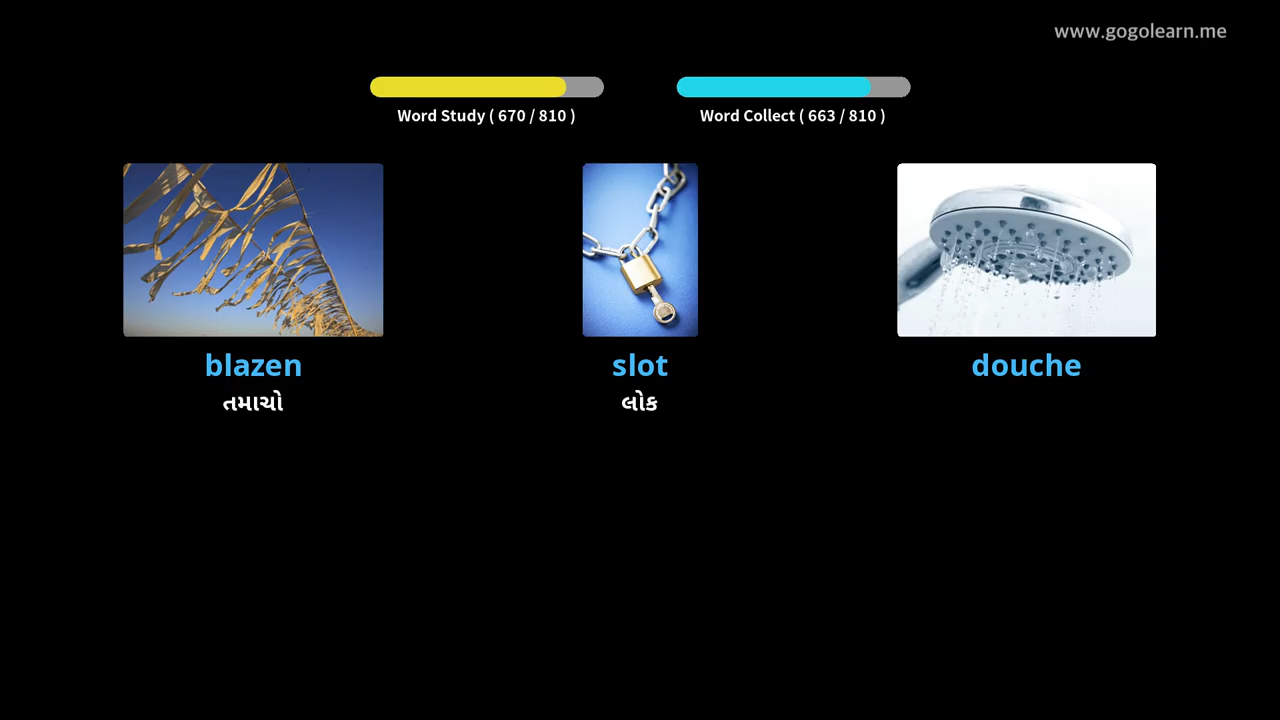 www.gogolearn.me
Word Study ( 670 / 810 )
Word Collect ( 663 / 810 )
blazen
slot
douche
તમાચો
લોક